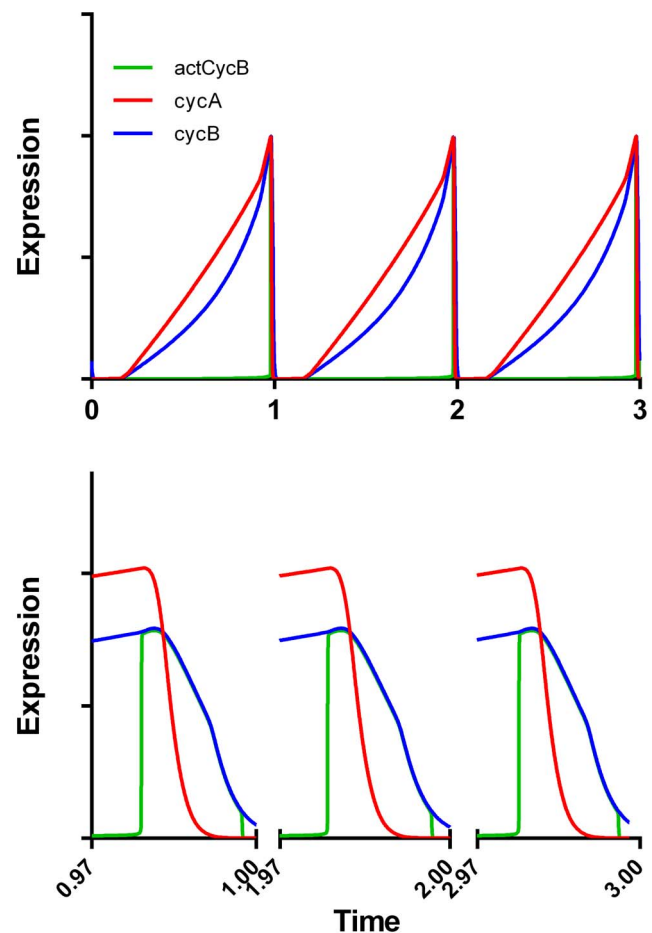 Expression
actCycB
cycA
cycB
0 1 2 3
Expression
0.97 1.00 1.97 2.00 2.97 3.00
Time